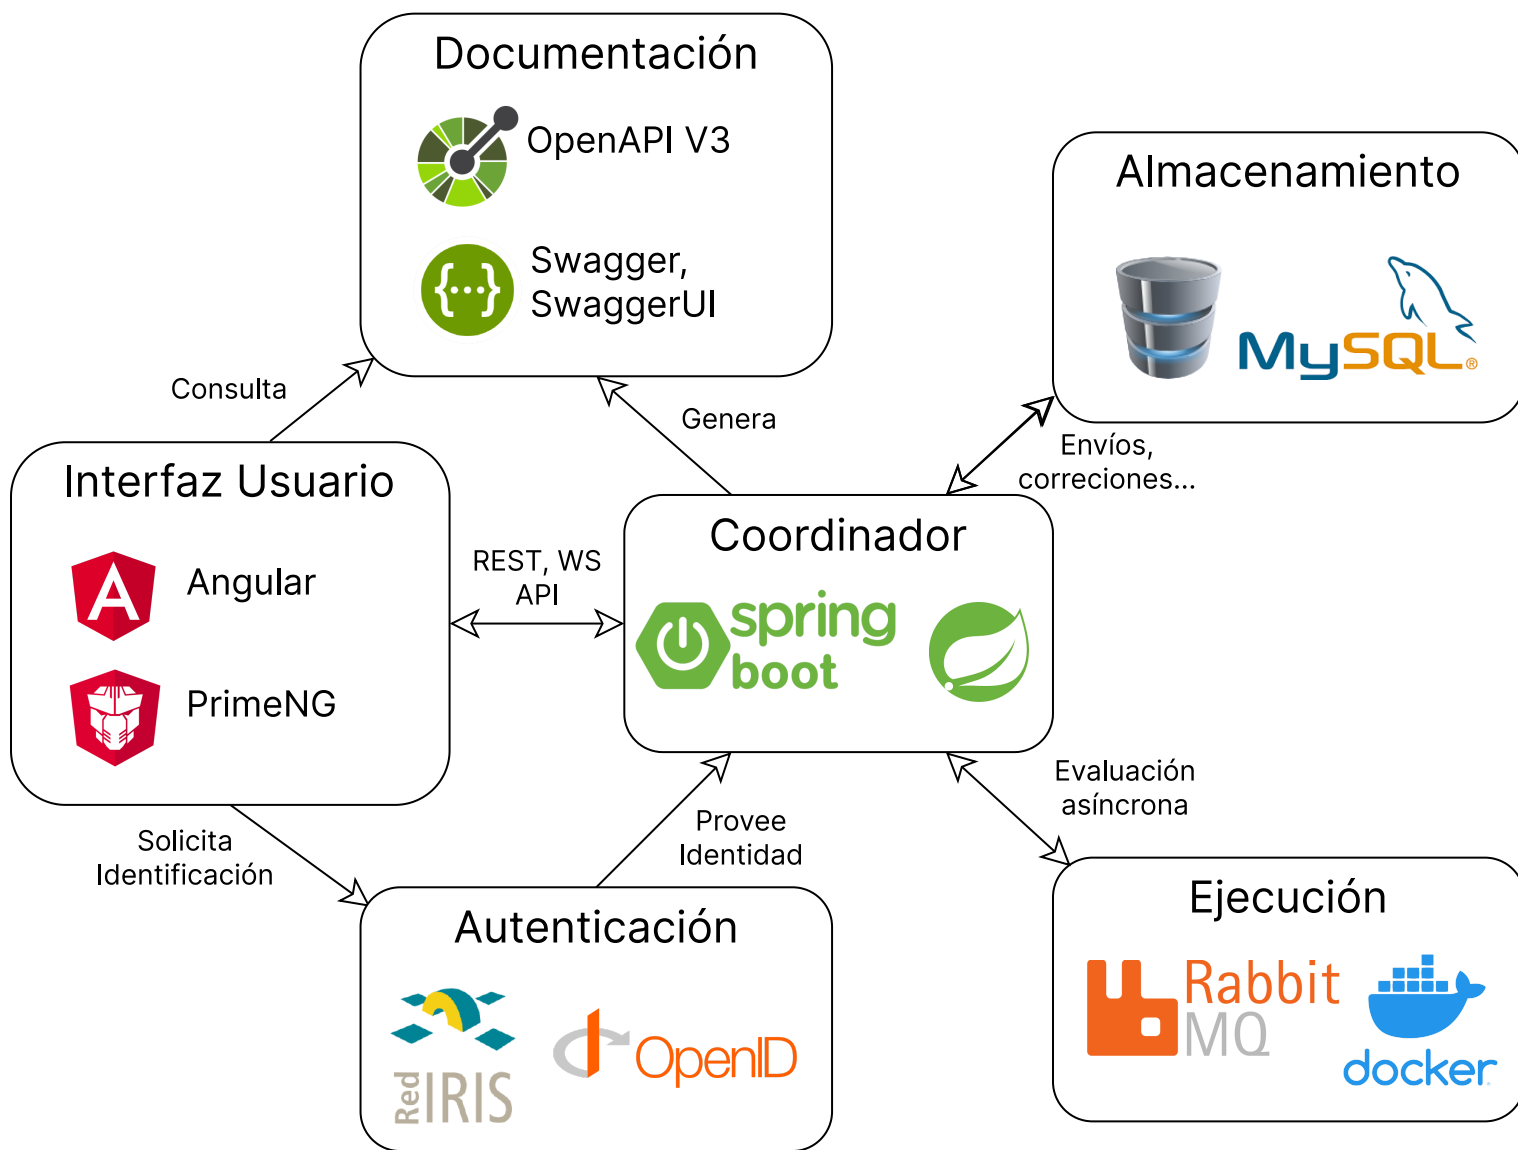 Documentación
OpenAPI V3
Swagger,
SwaggerUI
Almacenamiento
MySQL®
Consulta
Genera
Envíos,
correciones...
Interfaz Usuario
Angular
PrimeNG
REST, WS
API
Coordinador
spring
boot
Solicita
Identificación
Provee
Identidad
Evaluación
asíncrona
Autenticación
Red
IRIS
OpenID
Ejecución
Rabbit
MQ
docker